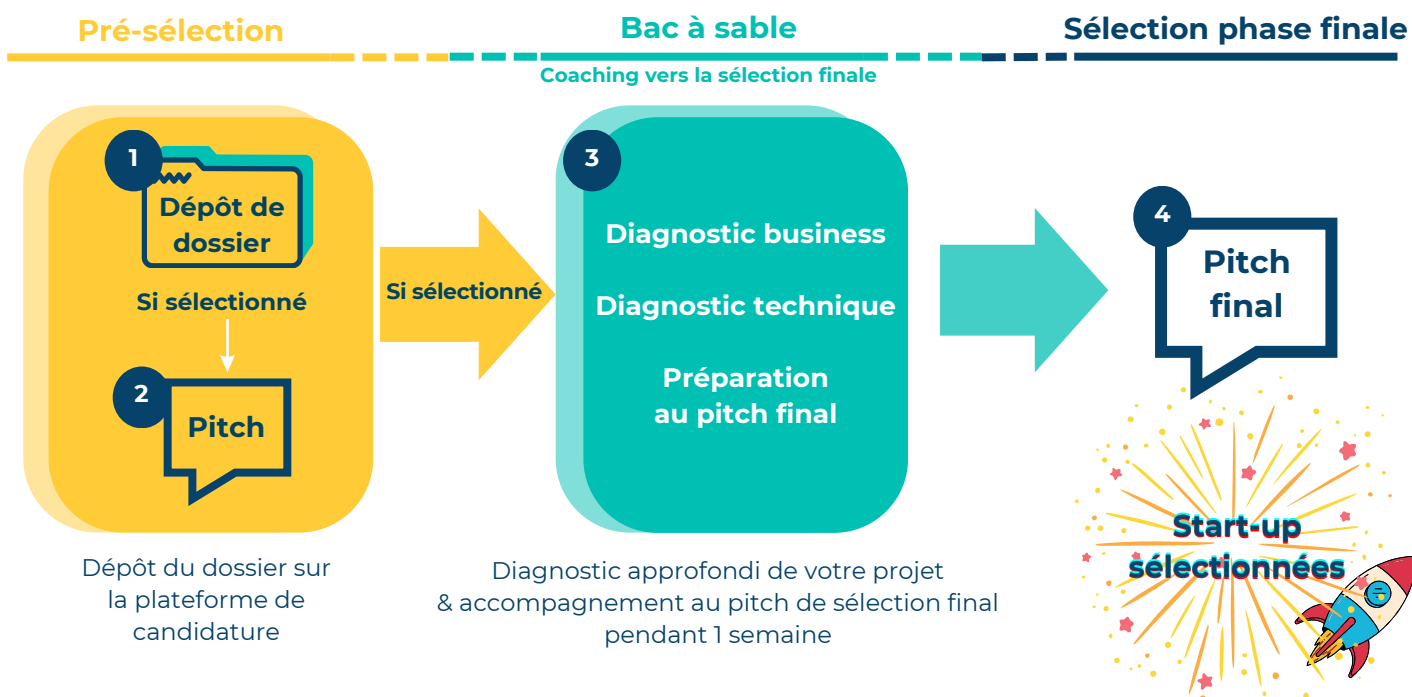 Pré-sélection
Bac à sable
Sélection phase finale
Coaching vers la sélection finale
1
Dépôt de
dossier
Si sélectionné
2
Pitch
Si sélectionné
3
Diagnostic business
Diagnostic technique
Préparation
au pitch final
4
Pitch
final
Start-up
sélectionnées
Dépôt du dossier sur
la plateforme de
candidature
Diagnostic approfondi de votre projet
& accompagnement au pitch de sélection final
pendant 1 semaine